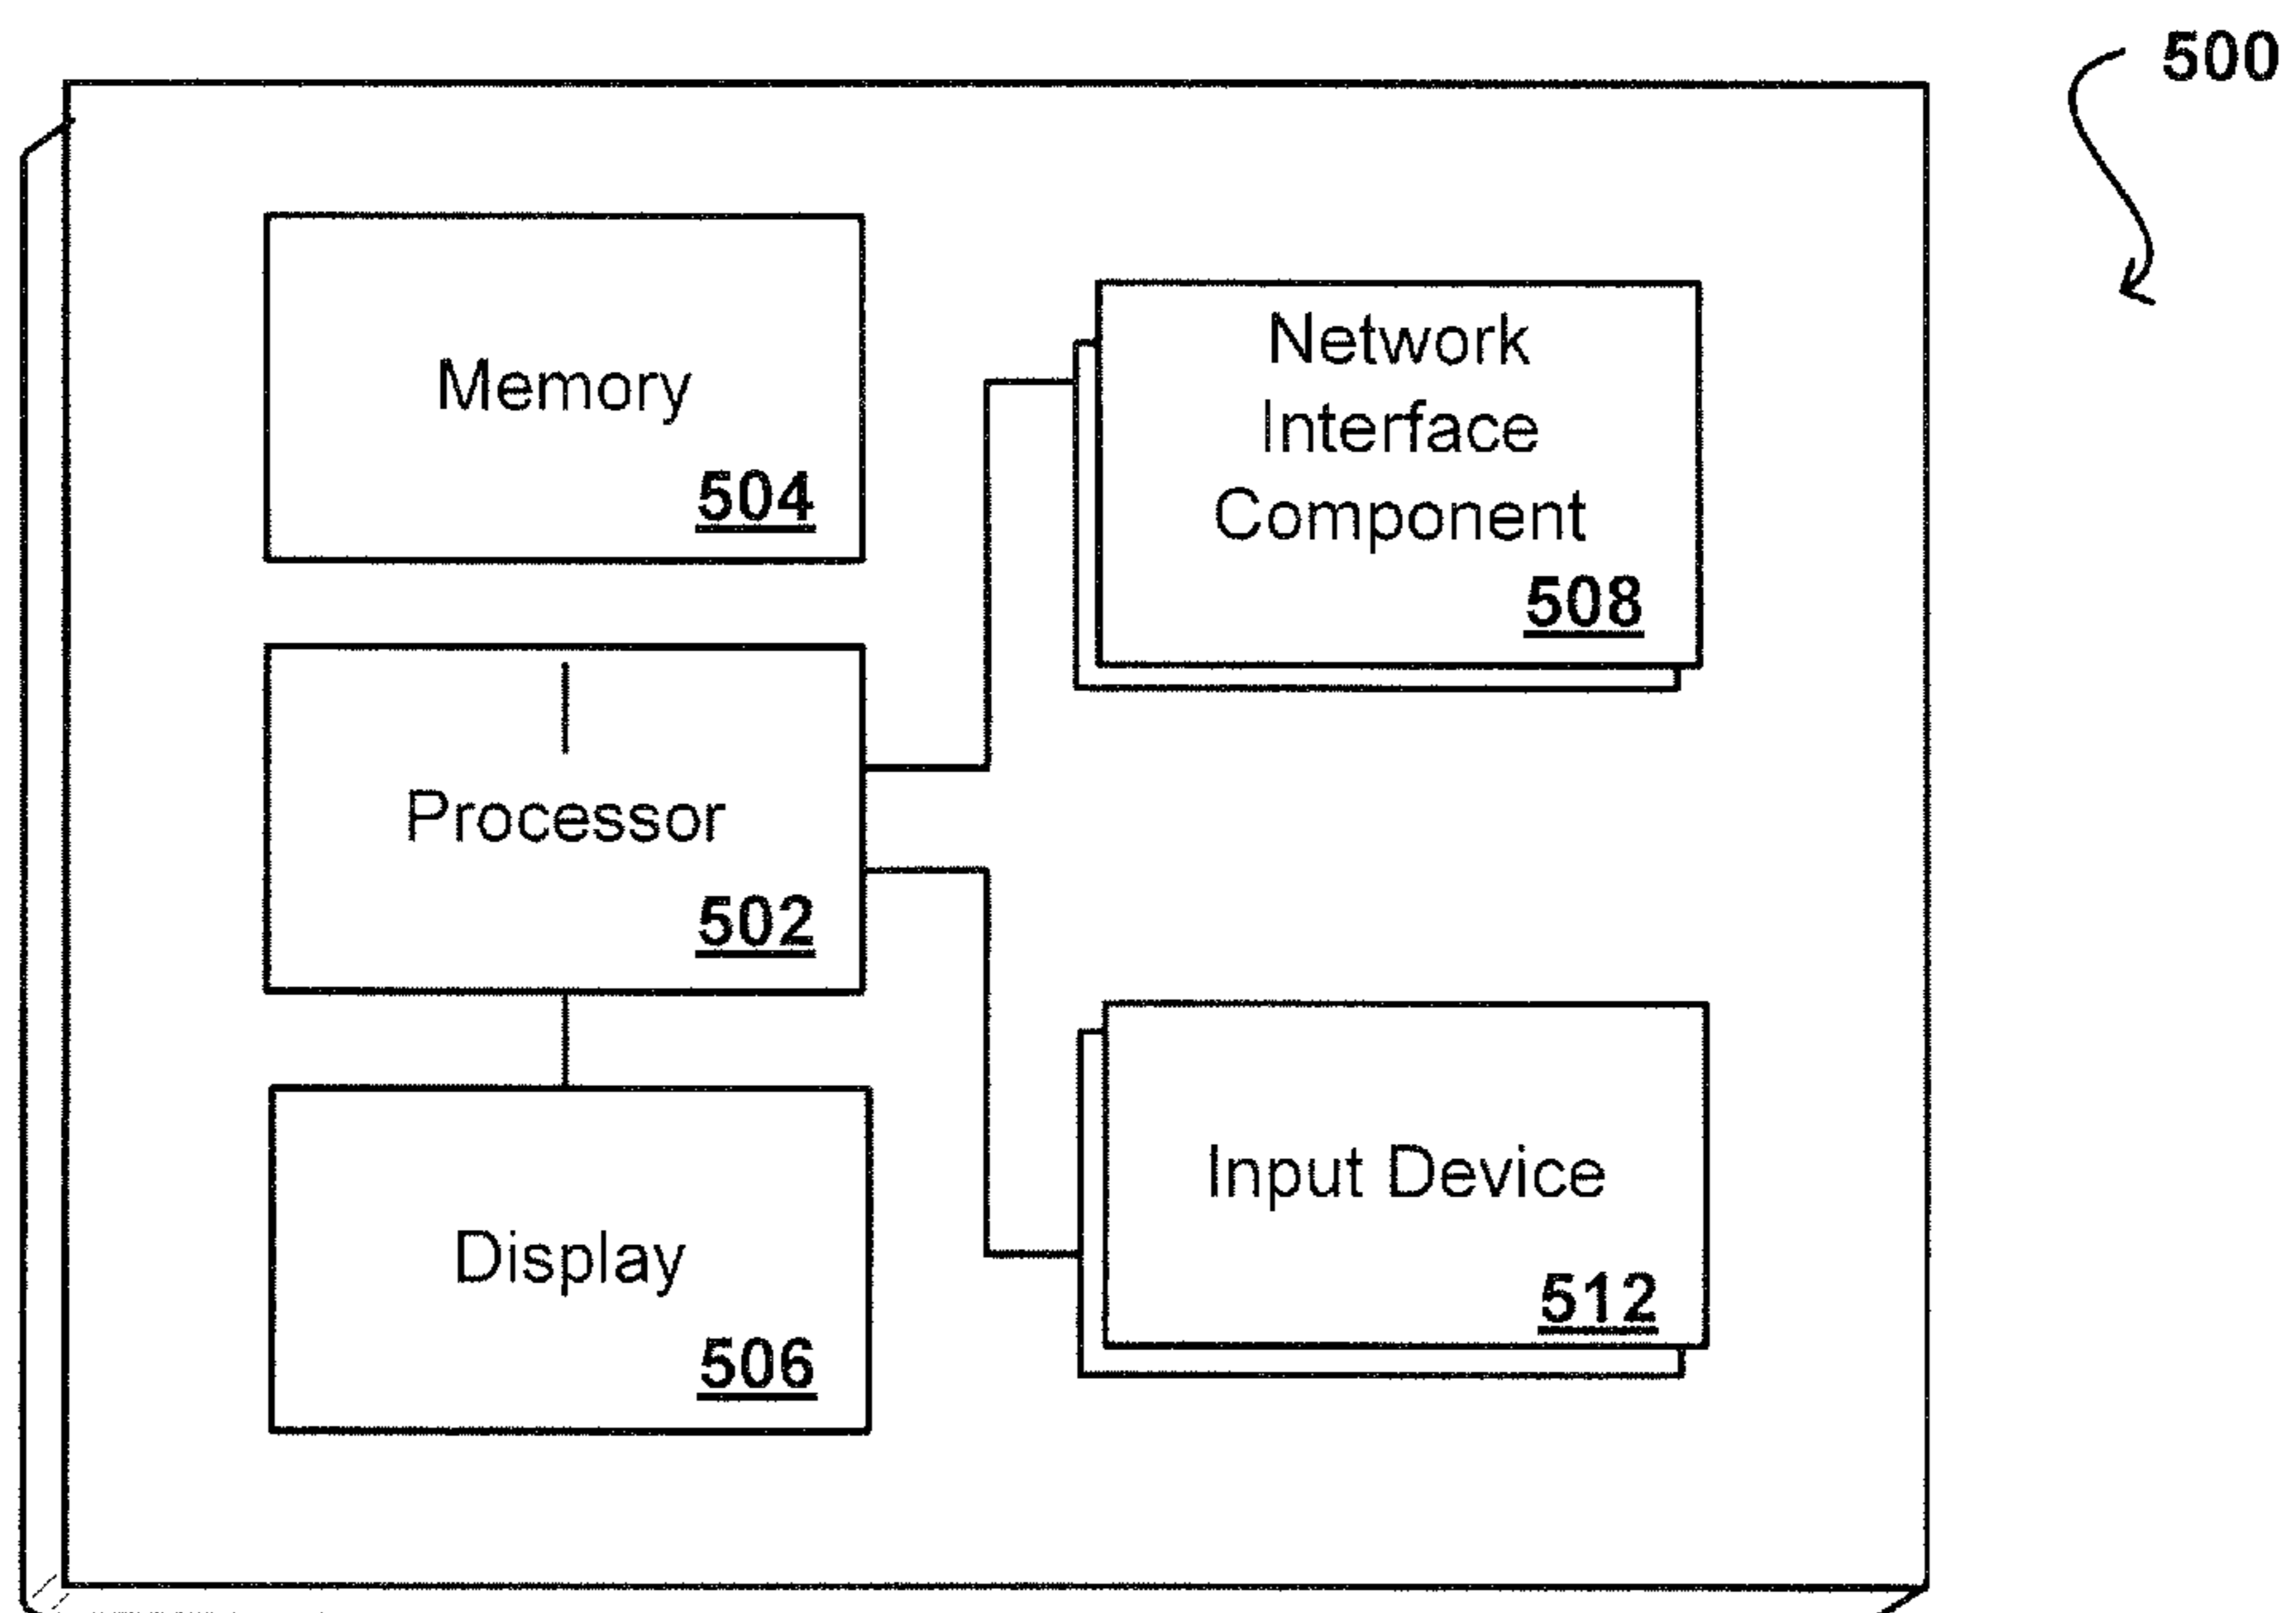 500
Memory
504
Network
Interface
Component
508
Processor
502
Input Device
512
Display
506